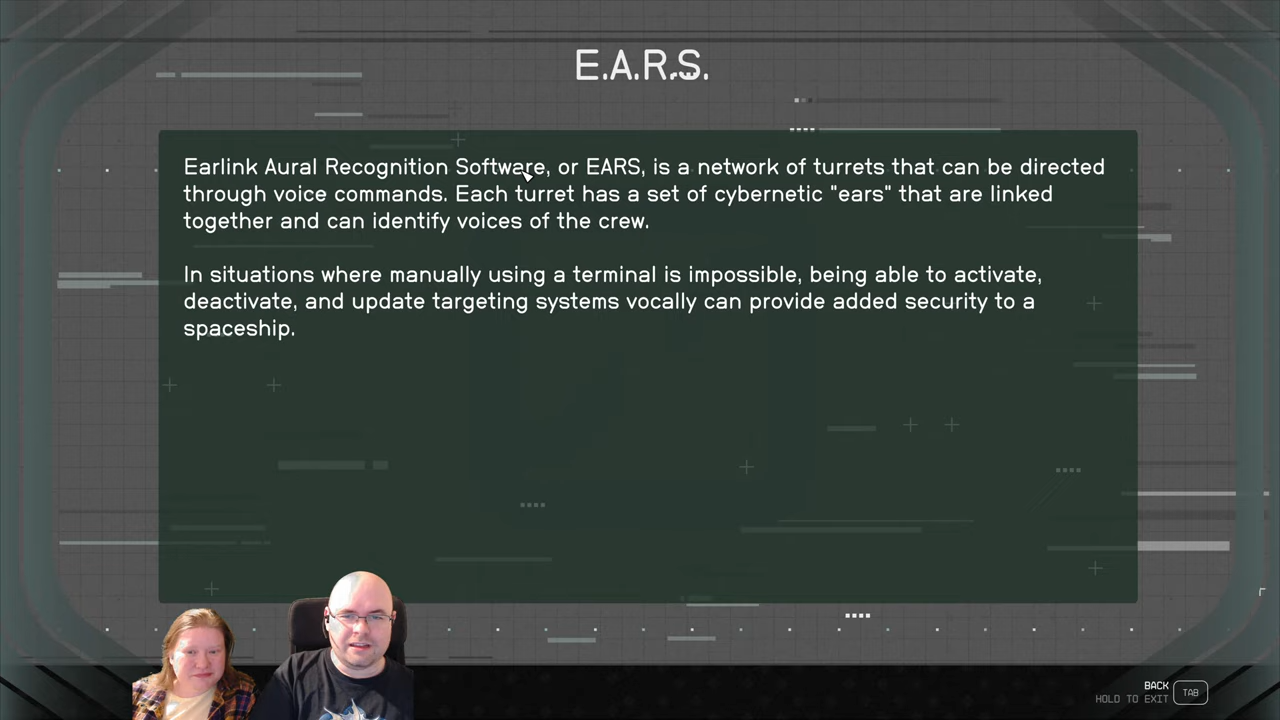 E.A.R.S.
Earlink Aural Recognition Software, or EARS, is a network of turrets that can be directed
through voice commands. Each turret has a set of cybernetic "ears" that are linked
together and can identify voices of the crew.
In situations where manually using a terminal is impossible, being able to activate,
deactivate, and update targeting systems vocally can provide added security to a
spaceship.
BACK
HOLD TO EXIT TAB